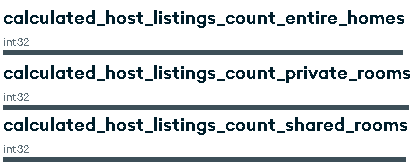 calculated_host_listings_count_entire_homes
int32
calculated_host_listings_count_private_rooms
int32
calculated_host_listings_count_shared_rooms
int32